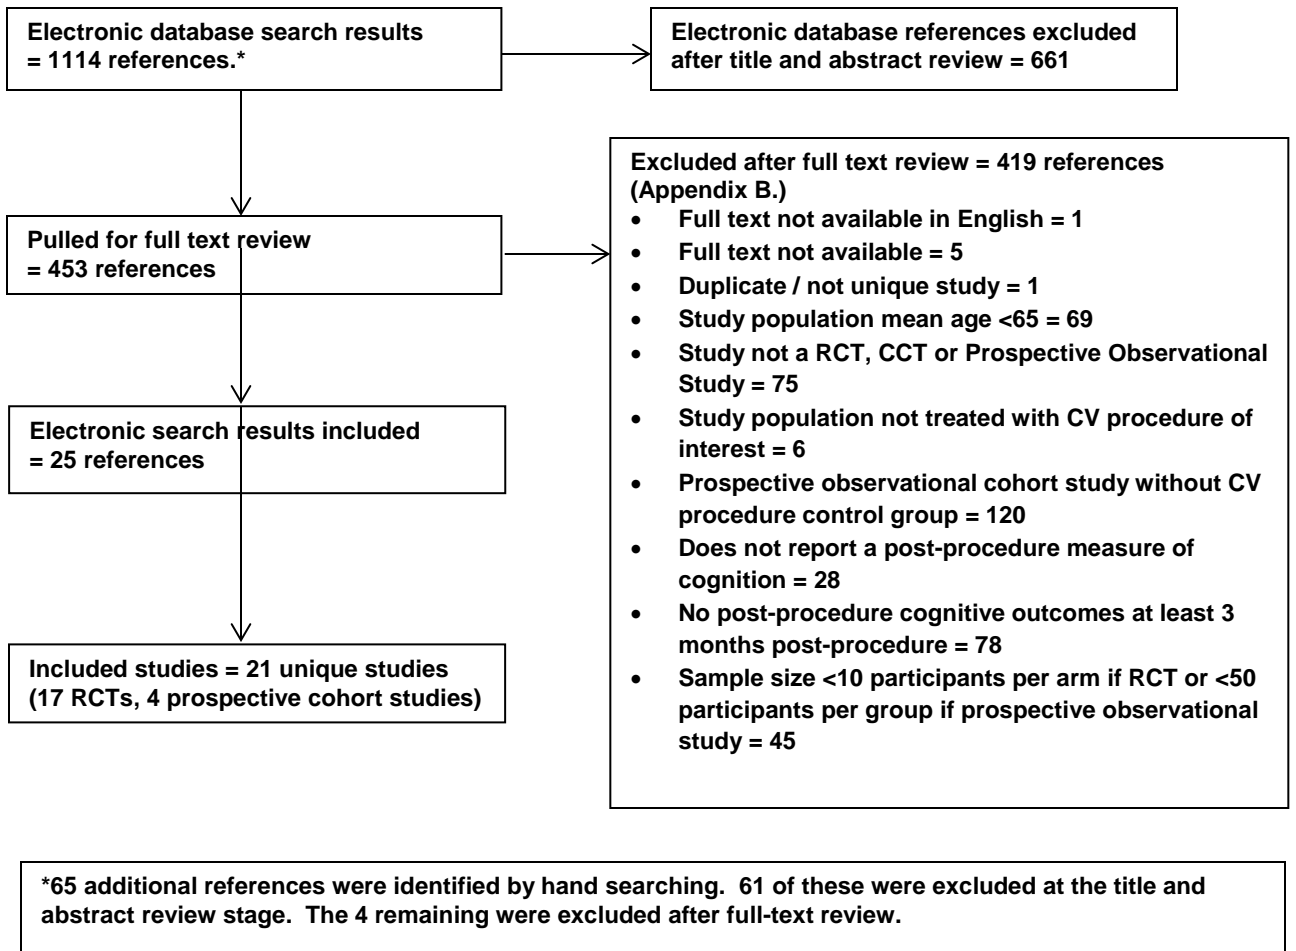 Electronic database search results
= 1114 references.*
Electronic database references excluded
after title and abstract review = 661
Pulled for full text review
= 453 references
Excluded after full text review = 419 references
(Appendix B.)
• Full text not available in English = 1
• Full text not available = 5
• Duplicate / not unique study = 1
• Study population mean age <65 = 69
• Study not a RCT, CCT or Prospective Observational
Study = 75
• Study population not treated with CV procedure of
interest = 6
• Prospective observational cohort study without CV
procedure control group = 120
• Does not report a post-procedure measure of
cognition = 28
• No post-procedure cognitive outcomes at least 3
months post-procedure = 78
• Sample size <10 participants per arm if RCT or <50
participants per group if prospective observational
study = 45
Electronic search results included
= 25 references
Included studies = 21 unique studies
(17 RCTs, 4 prospective cohort studies)
*65 additional references were identified by hand searching.  61 of these were excluded at the title and
abstract review stage.  The 4 remaining were excluded after full-text review.